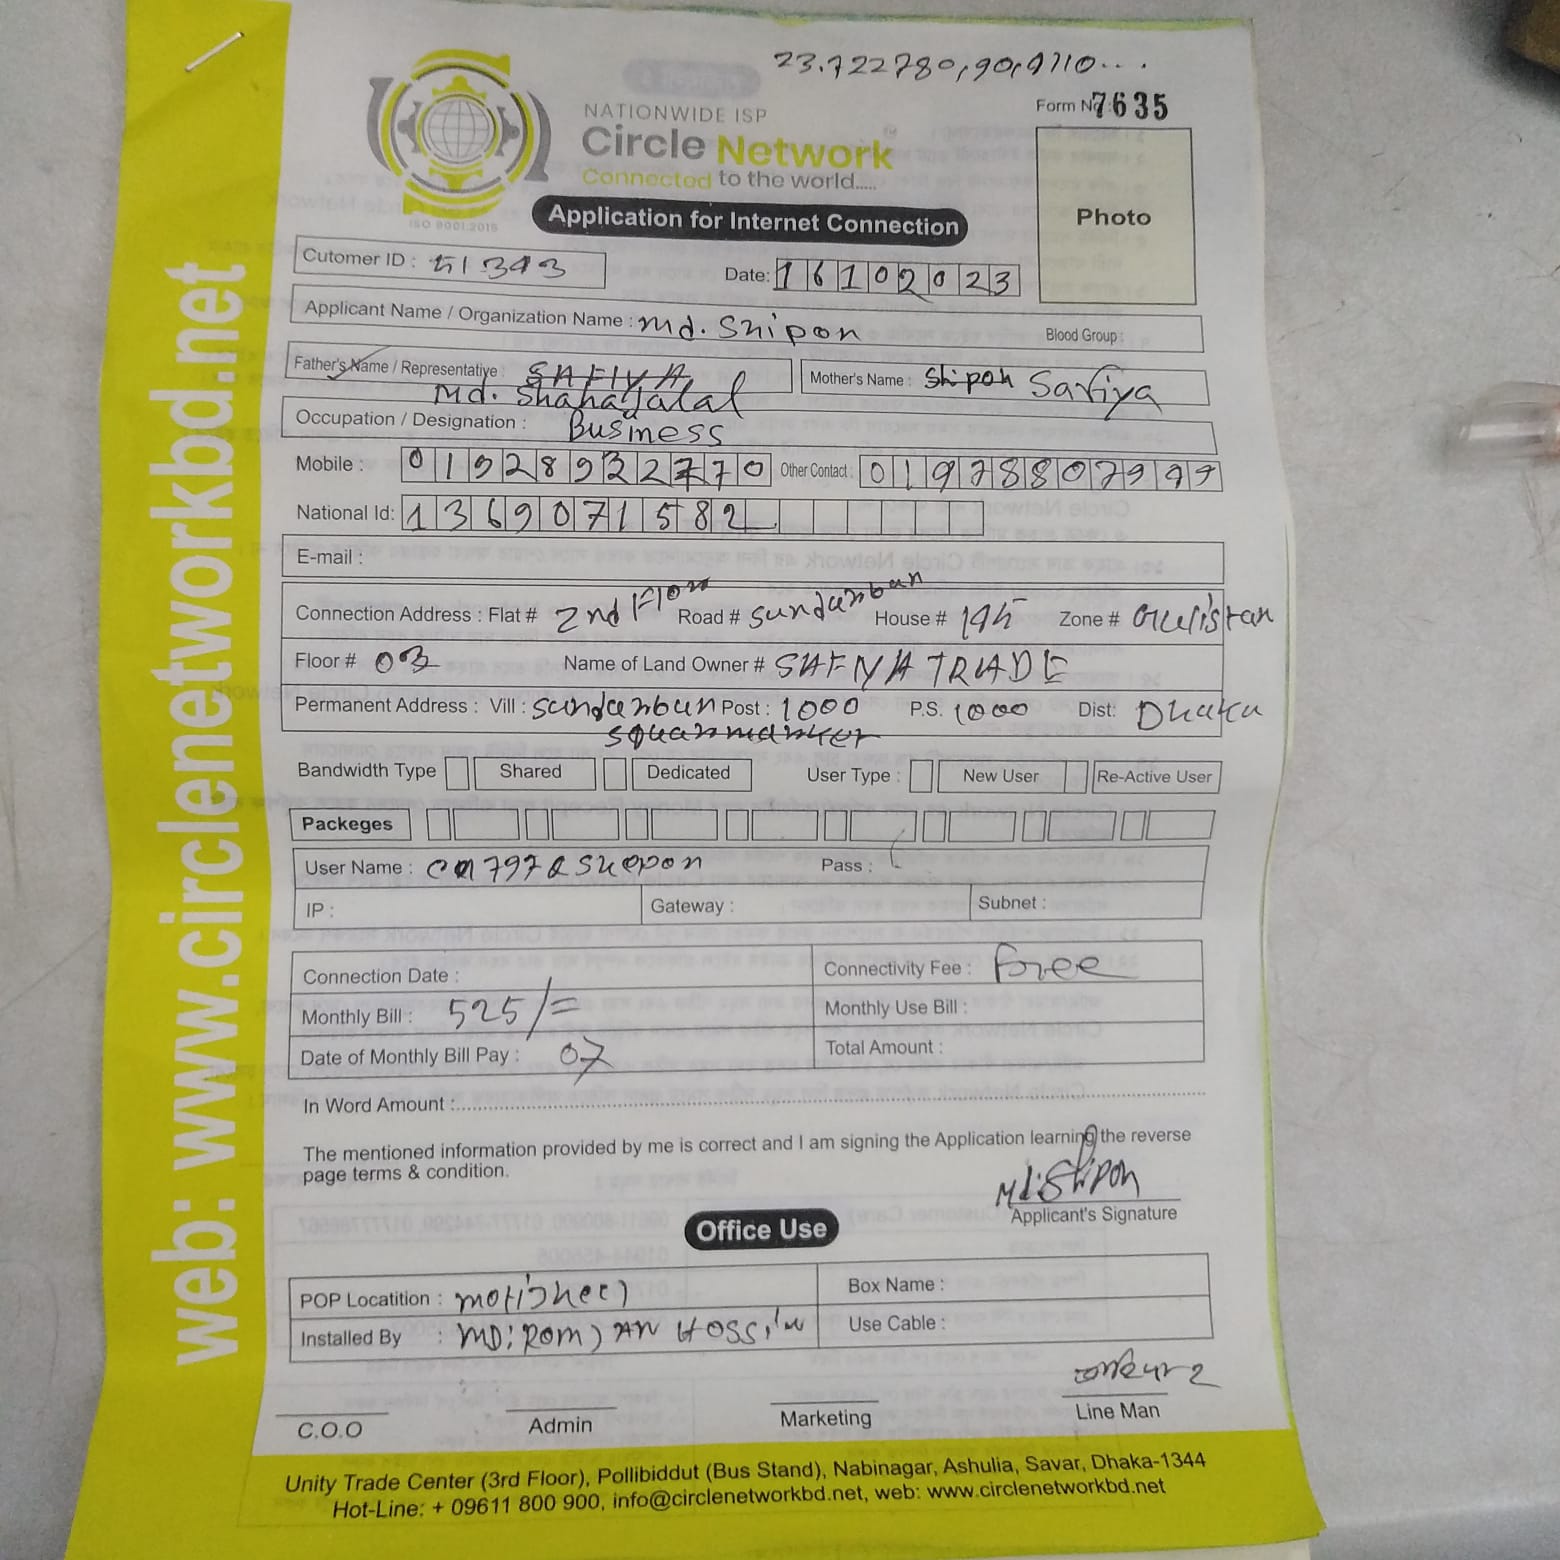 23.722780,90,4110...
Form No 7635
NATIONWIDE ISP
Circle Network
Connected to the world.....
ISO 9001:2015
Application for Internet Connection
Photo
Cutomer ID : 51393
Date: 16102023
Applicant Name / Organization Name : Md. Shipon
Blood Group :
Father's Name / Representative : SAFIYA
Md. Shahajalal
Mother's Name : Shipon Safiya
Occupation / Designation : Business
Mobile : 01928932770 Other Contact : 01978807999
National Id: 1369071582
E-mail :
Connection Address : Flat # 2nd Floor Road # sundarban House # 195 Zone # Gulistan
Floor # 03 Name of Land Owner # SAFIYA TRADE
Permanent Address : Vill : sundarban Post : 1000 P.S. 1000 Dist: Dhaka
squaremarket
Bandwidth Type Shared Dedicated User Type : New User Re-Active User
Packeges
User Name : Pass :
IP : Gateway : Subnet :
Connection Date : Connectivity Fee : Free
Monthly Bill : 525/= Monthly Use Bill :
Date of Monthly Bill Pay : 07 Total Amount :
In Word Amount :
The mentioned information provided by me is correct and I am signing the Application learning the reverse
page terms & condition.
Md:Shipon
Applicant's Signature
Office Use
POP Locatition : Motijheel Box Name :
Installed By : MD: ROMJAN HOSSIN Use Cable :
C.O.O Admin Marketing Line Man
Unity Trade Center (3rd Floor), Pollibiddut (Bus Stand), Nabinagar, Ashulia, Savar, Dhaka-1344
Hot-Line: + 09611 800 900, info@circlenetworkbd.net, web: www.circlenetworkbd.net
web: www.circlenetworkbd.net